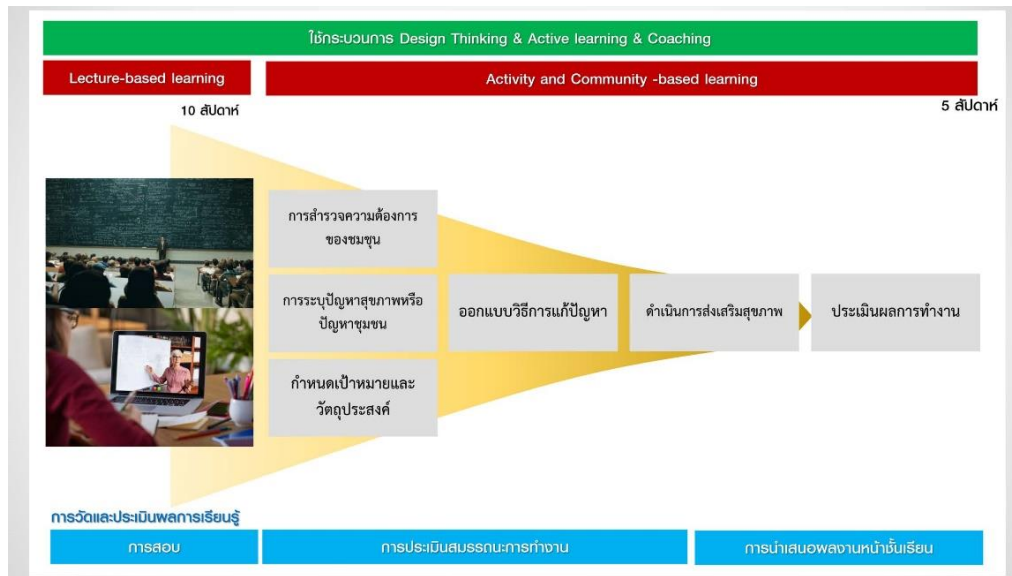 ใช้กระบวนการ Design Thinking & Active learning & Coaching
Lecture-based learning
Activity and Community -based learning
10 สัปดาห์
5 สัปดาห์
การสำรวจความต้องการ
ของชมชุน
การระบุปัญหาสุขภาพหรือ
ปัญหาชุมชน
กำหนดเป้าหมายและ
วัตถุประสงค์
ออกแบบวิธีการแก้ปัญหา
ดำเนินการส่งเสริมสุขภาพ
ประเมินผลการทำงาน
การวัดและประเมินผลการเรียนรู้
การสอบ
การประเมินสมรรถนะการทำงาน
การนำเสนอผลงานหน้าชั้นเรียน